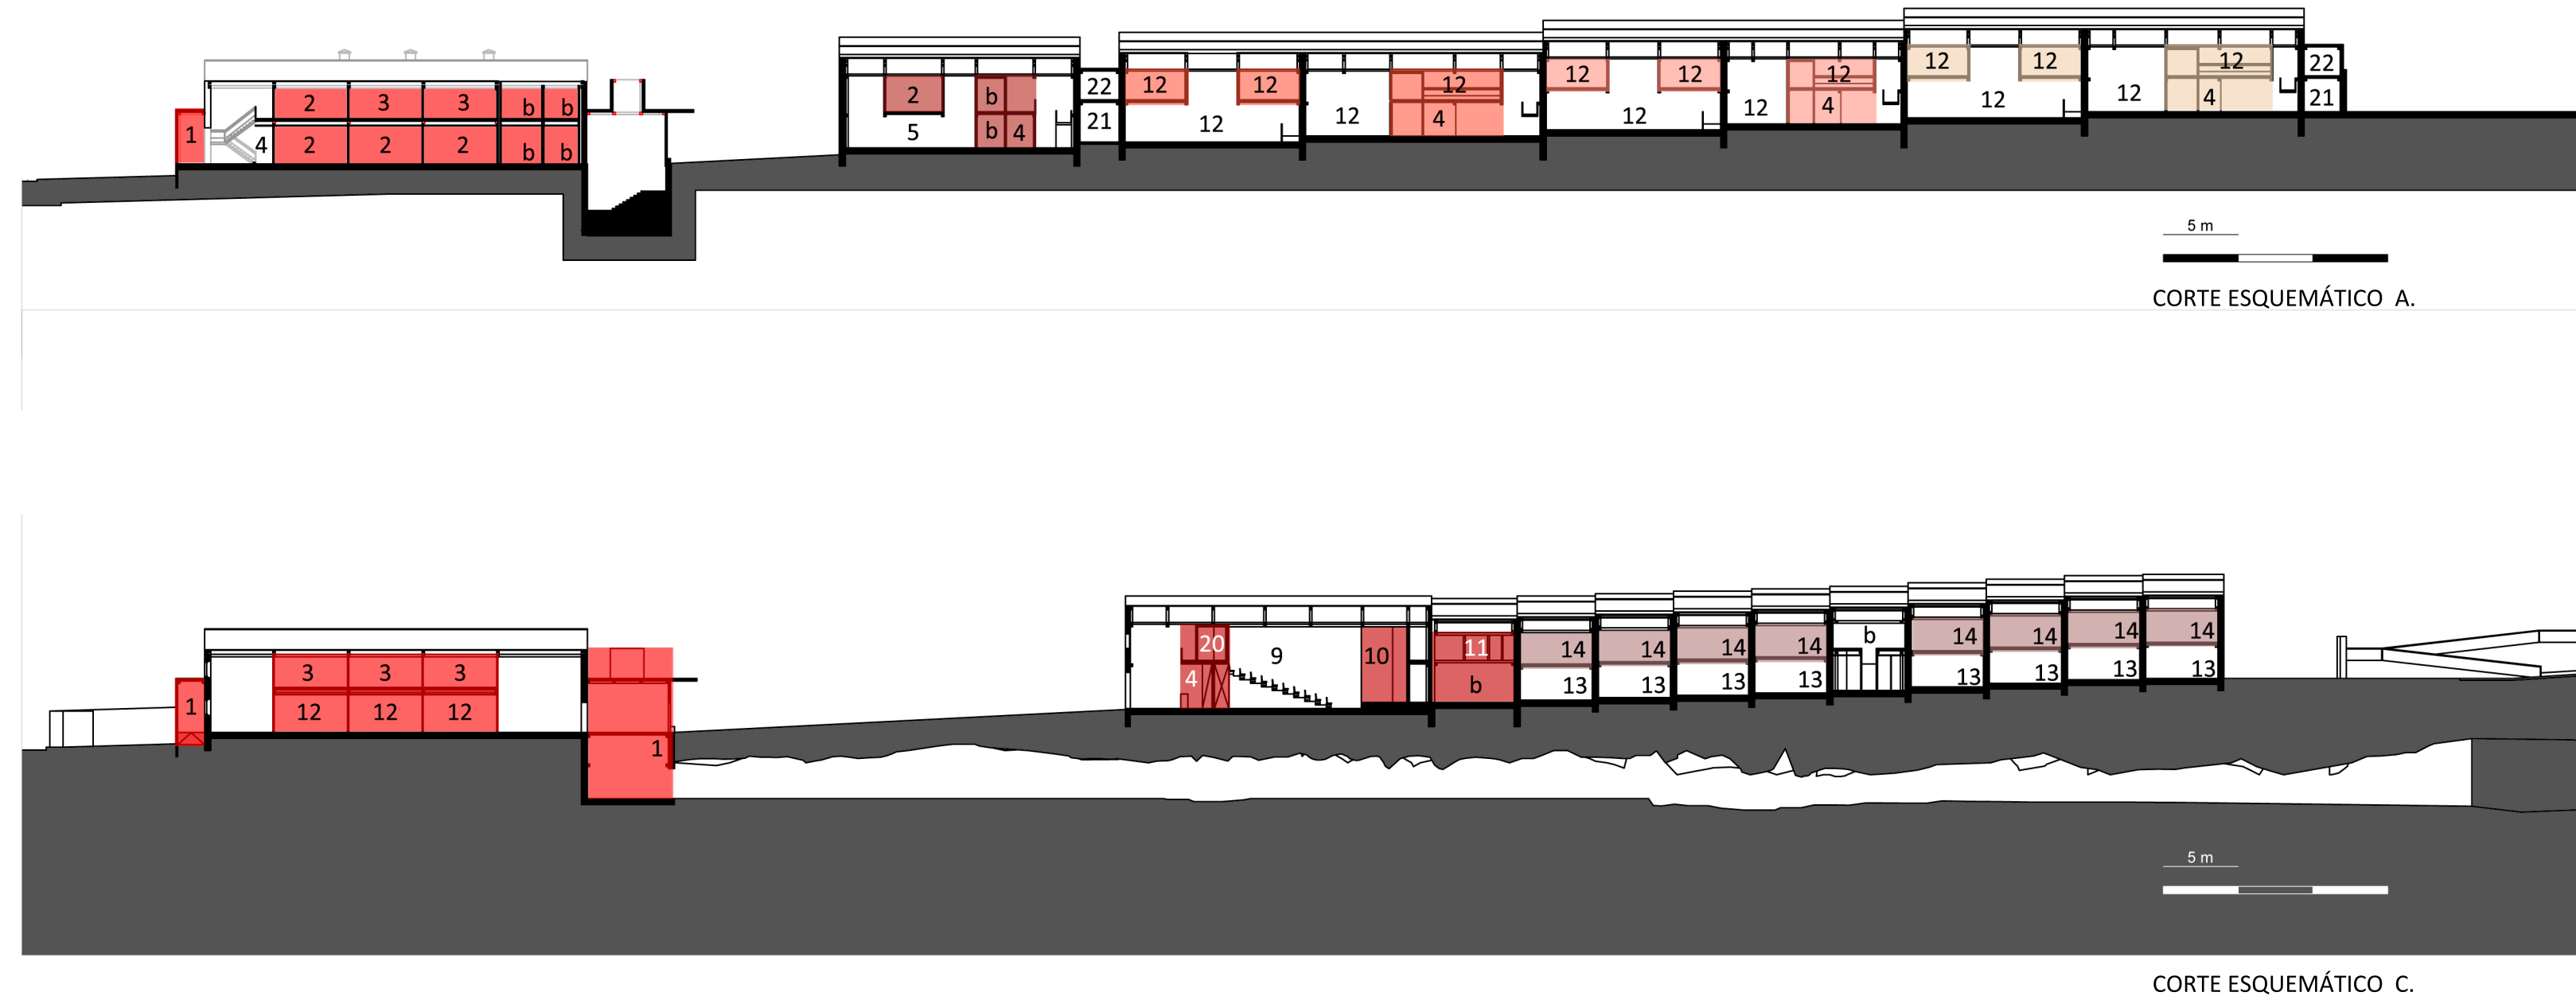 12 12
12 12 22
12 12 12 4 21
22 12 12 12 12
2 b 12 12 4
21 12 12 4
5 b 4
2 3 3 b b
1 4 2 2 2 b b
5 m
CORTE ESQUEMÁTICO A.
20 9 10 11 14 14 14 14 b 14 14 14 14
4 b 13 13 13 13 13 13 13 13
3 3 3
1 12 12 12
1
5 m
CORTE ESQUEMÁTICO C.